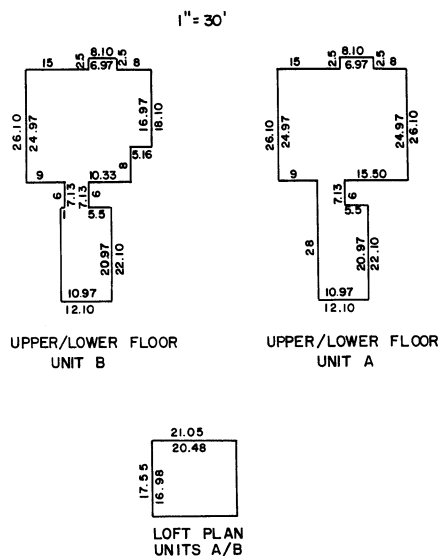 1"=30'
8.10
15 2.5 6.97 2.5 8
26.10 24.97
16.97 18.10
5.16
8
9 10.33
6 7.13 7.13 6
1 5.5
20.97 22.10
10.97
12.10
UPPER/LOWER FLOOR
UNIT B
8.10
15 2.5 6.97 2.5 8
26.10 24.97
24.97 26.10
9 15.50
7.13 6
5.5
28
20.97 22.10
10.97
12.10
UPPER/LOWER FLOOR
UNIT A
21.05
20.48
17.55 16.98
LOFT PLAN
UNITS A/B